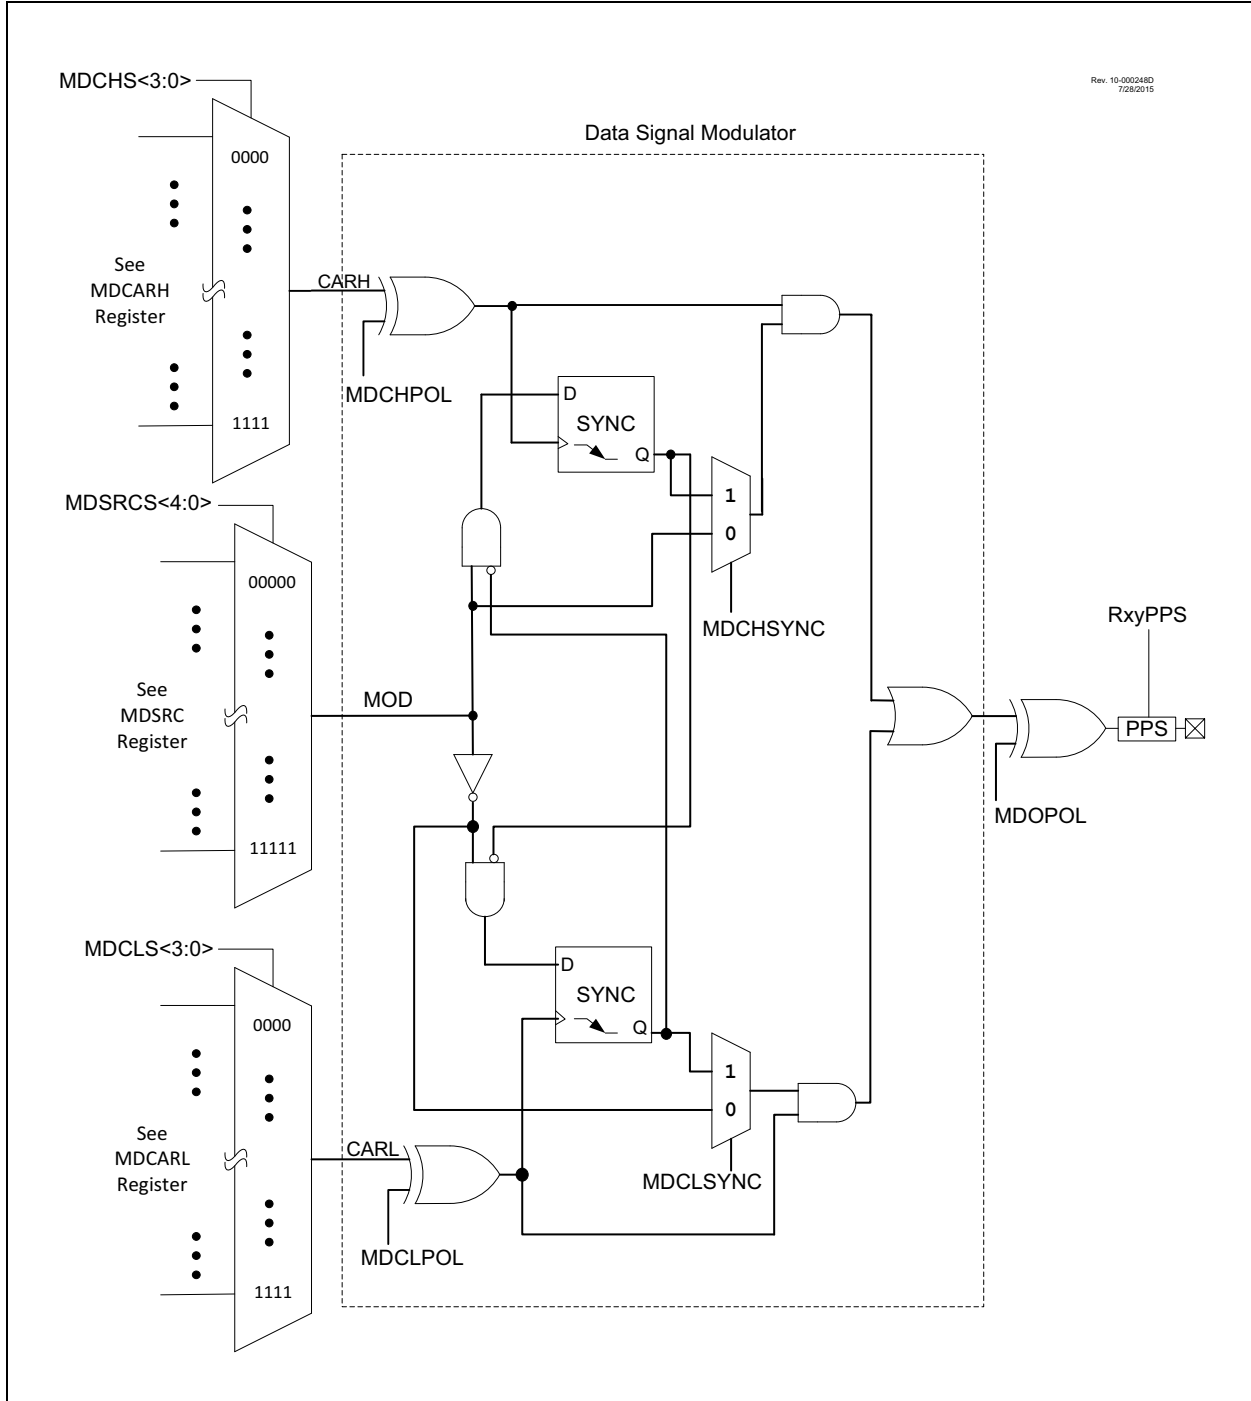 MDCHS<3:0>
Rev. 10-000248D
7/28/2015
Data Signal Modulator
0000
See
MDCARH
Register
CARH
MDCHPOL
1111
D
SYNC
Q
1
0
MDCHSYNC
MDSRCS<4:0>
00000
See
MDSRC
Register
MOD
11111
RxyPPS
PPS
MDOPOL
MDCLS<3:0>
0000
See
MDCARL
Register
CARL
MDCLPOL
1111
D
SYNC
Q
1
0
MDCLSYNC